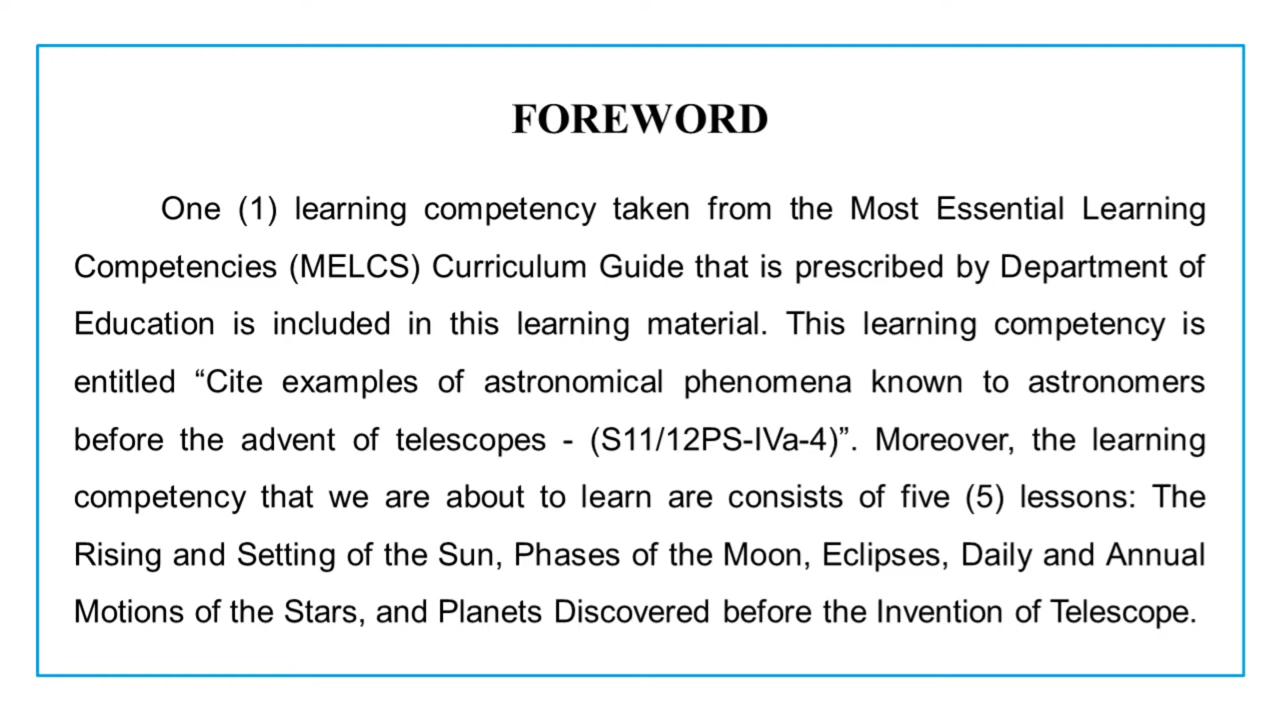 FOREWORD
One (1) learning competency taken from the Most Essential Learning
Competencies (MELCS) Curriculum Guide that is prescribed by Department of
Education is included in this learning material. This learning competency is
entitled “Cite examples of astronomical phenomena known to astronomers
before the advent of telescopes - (S11/12PS-IVa-4)”. Moreover, the learning
competency that we are about to learn are consists of five (5) lessons: The
Rising and Setting of the Sun, Phases of the Moon, Eclipses, Daily and Annual
Motions of the Stars, and Planets Discovered before the Invention of Telescope.